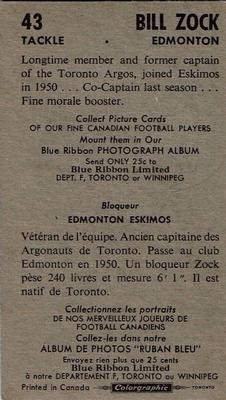 43 BILL ZOCK
TACKLE - EDMONTON
Longtime member and former captain
of the Toronto Argos, joined Eskimos
in 1950 . . . Co-Captain last season . . .
Fine morale booster.
Collect Picture Cards
OF OUR FINE CANADIAN FOOTBALL PLAYERS
Mount them in Our
Blue Ribbon PHOTOGRAPH ALBUM
Send ONLY 25c to
Blue Ribbon Limited
DEPT. F, TORONTO or WINNIPEG
Bloqueur
EDMONTON ESKIMOS
Vétéran de l'équipe. Ancien capitaine des
Argonauts de Toronto. Passe au club
Edmonton en 1950. Un bloqueur Zock
pèse 240 livres et mesure 6' 1". Il est
natif de Toronto.
Collectionnez les portraits
DE NOS MERVEILLEUX JOUEURS DE
FOOTBALL CANADIENS
Collez-les dans notre
ALBUM DE PHOTOS "RUBAN BLEU"
Envoyez rien plus que 25 cents
Blue Ribbon Limited
à notre DEPARTEMENT F, TORONTO ou WINNIPEG
Printed in Canada Colorgraphic TORONTO